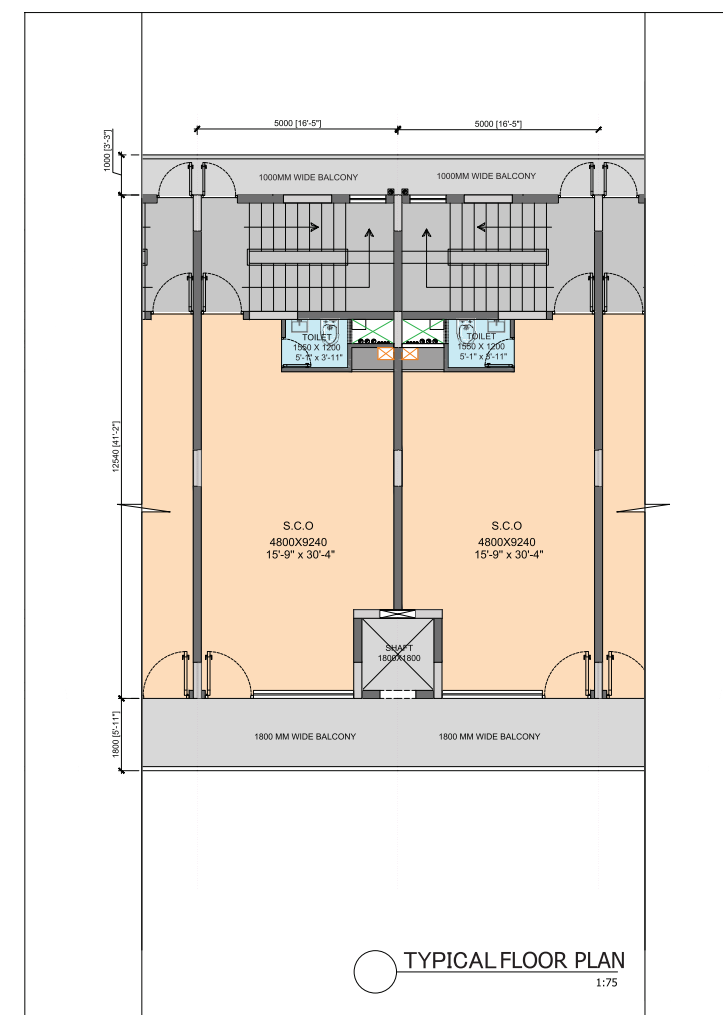 5000 [16'-5"]
5000 [16'-5"]
1000 [3'-3"]
1000MM WIDE BALCONY
1000MM WIDE BALCONY
TOILET
1550 X 1200
5'-1" x 3'-11"
TOILET
1550 X 1200
5'-1" x 3'-11"
12540 [41'-2"]
S.C.O
4800X9240
15'-9" x 30'-4"
S.C.O
4800X9240
15'-9" x 30'-4"
SHAFT
1800X1800
1800 [5'-11"]
1800 MM WIDE BALCONY
1800 MM WIDE BALCONY
TYPICAL FLOOR PLAN
1:75